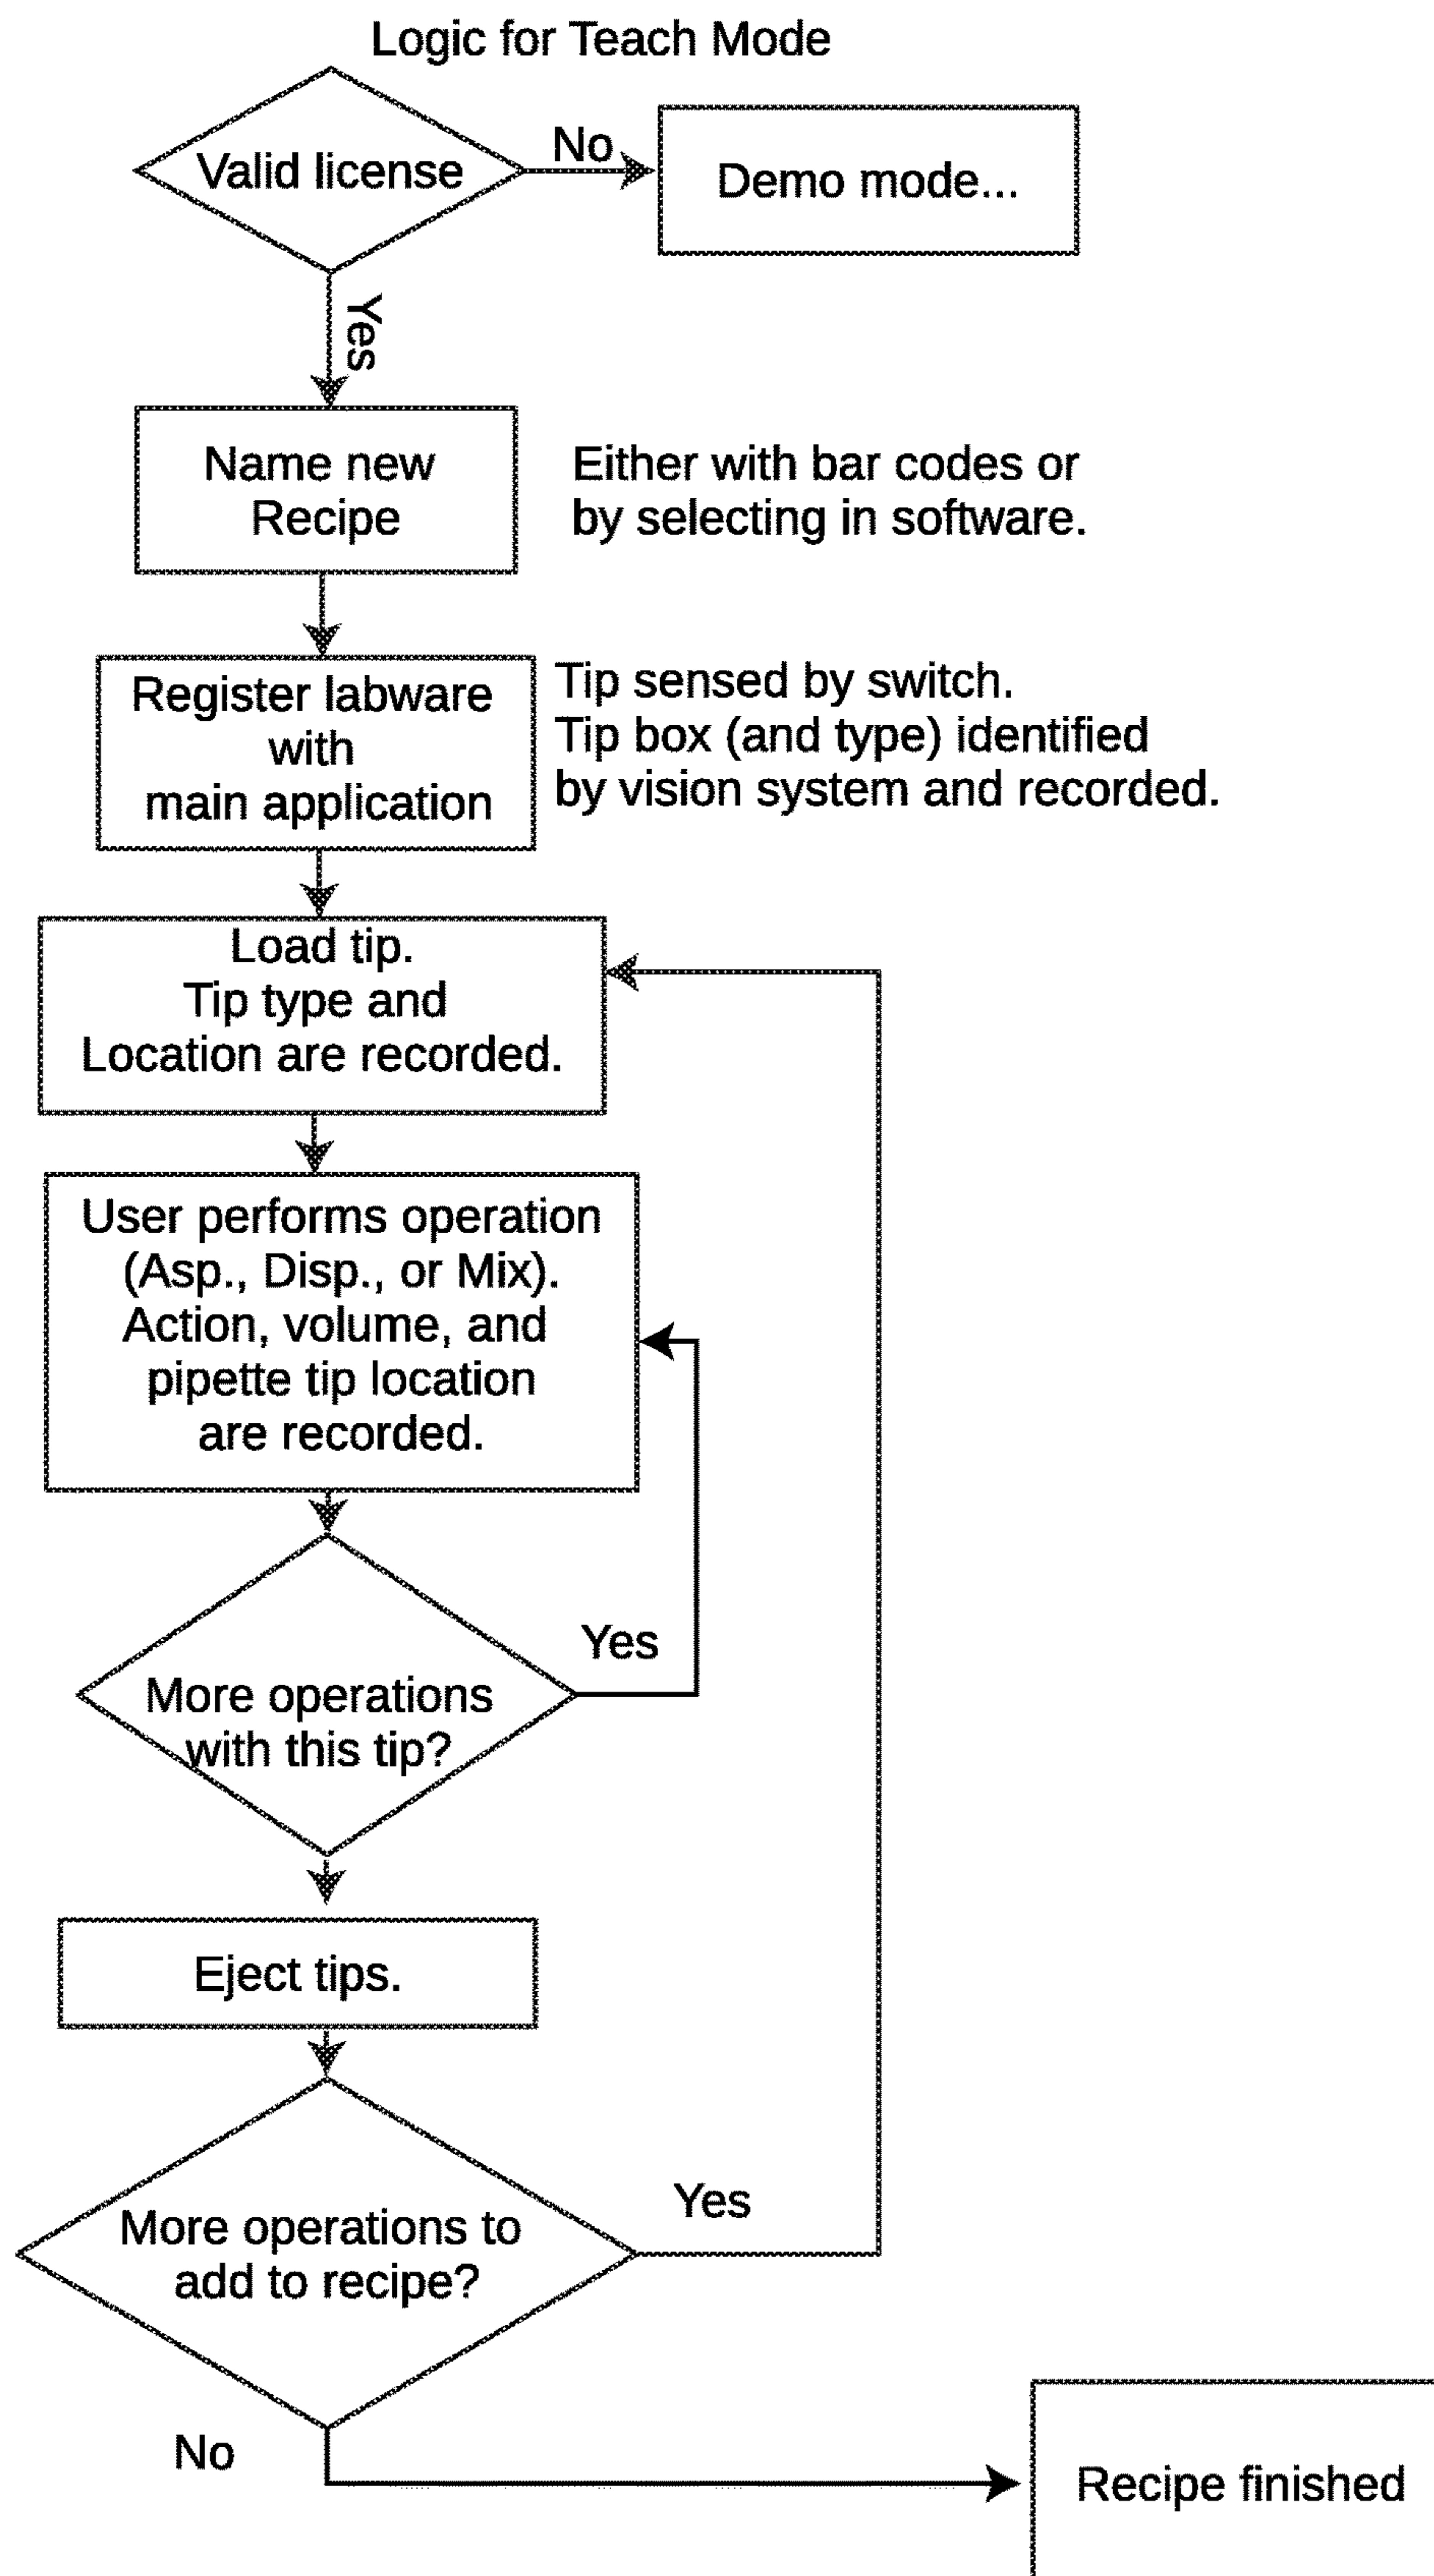 Logic for Teach Mode
Valid license
No
Demo mode...
Yes
Name new
Recipe
Either with bar codes or
by selecting in software.
Register labware
with
main application
Tip sensed by switch.
Tip box (and type) identified
by vision system and recorded.
Load tip.
Tip type and
Location are recorded.
User performs operation
(Asp., Disp., or Mix).
Action, volume, and
pipette tip location
are recorded.
More operations
with this tip?
Yes
Eject tips.
More operations to
add to recipe?
Yes
No
Recipe finished